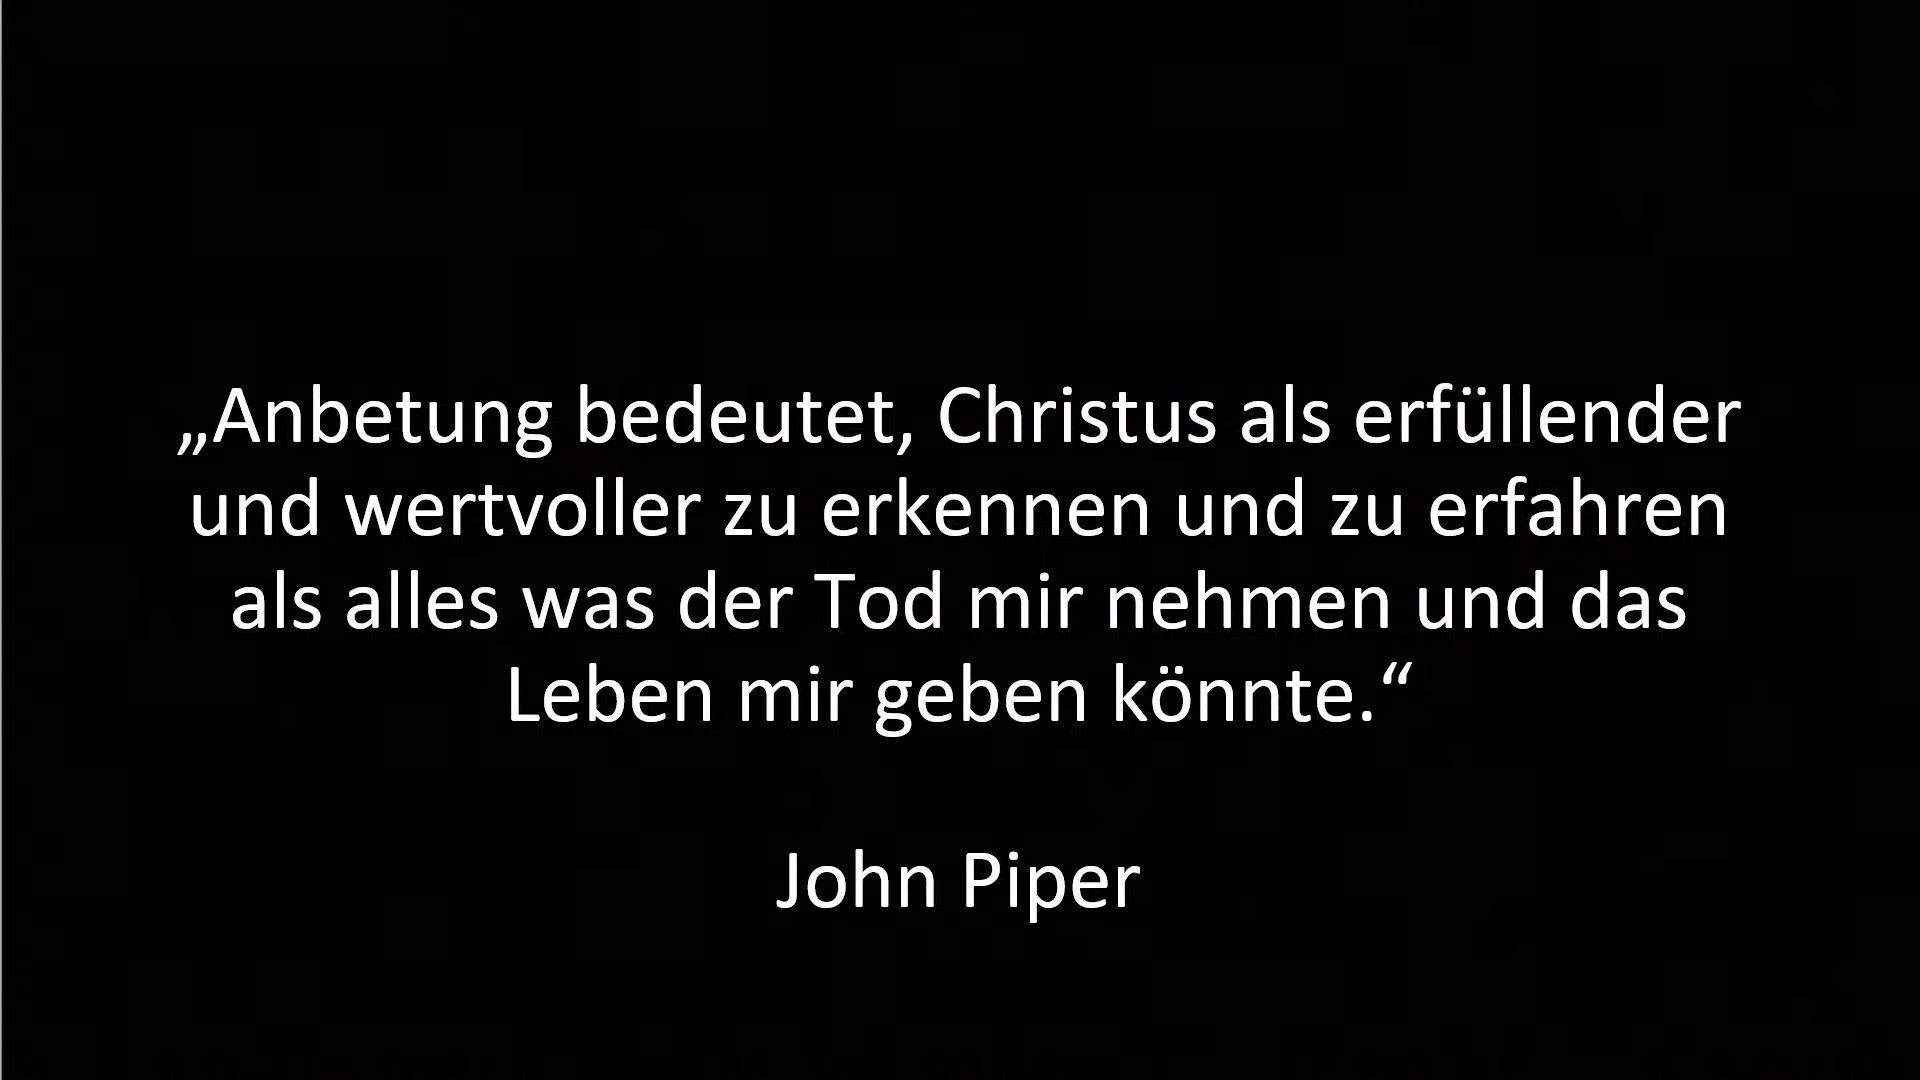 „Anbetung bedeutet, Christus als erfüllender
und wertvoller zu erkennen und zu erfahren
als alles was der Tod mir nehmen und das
Leben mir geben könnte.“
John Piper